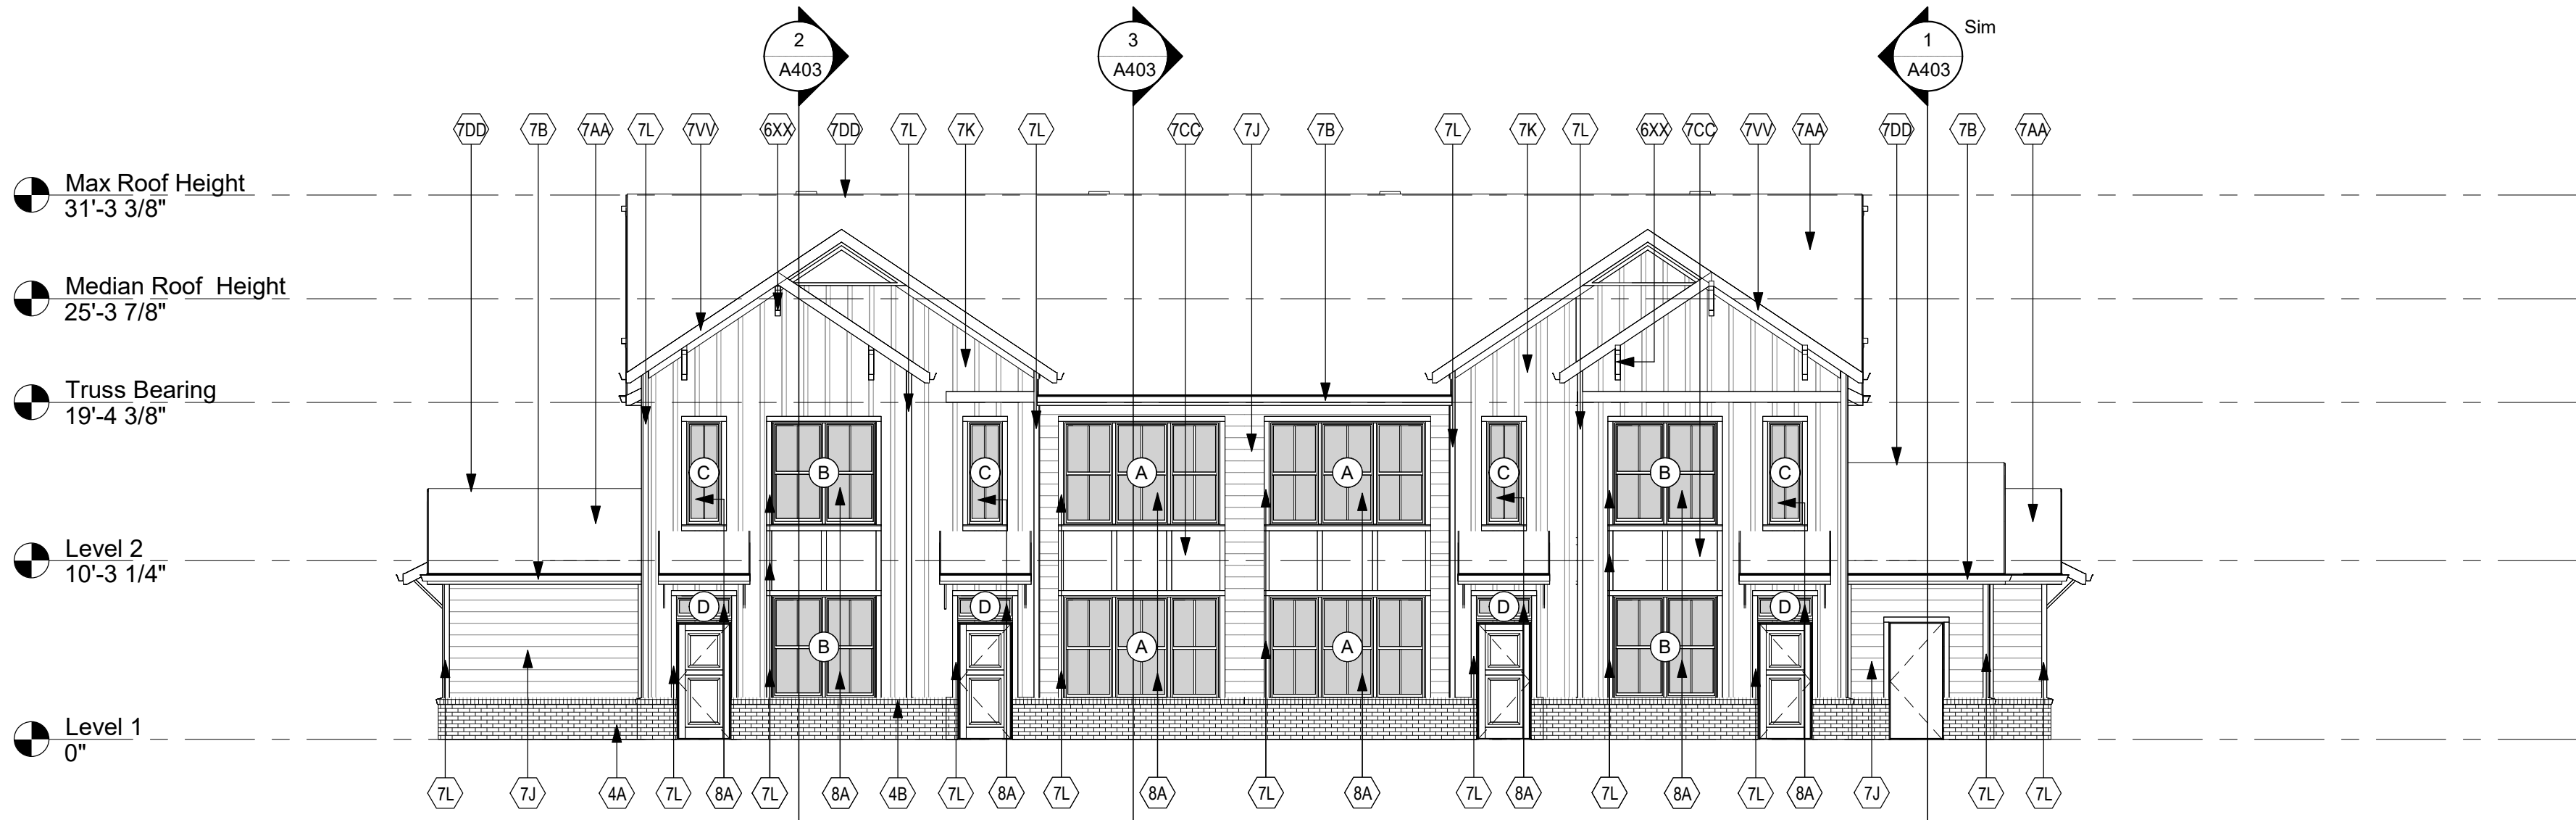 2
A403
3
A403
1
A403
Sim
7DD
7B
7AA
7L
7VV
6XX
7DD
7L
7K
7L
7CC
7J
7B
7L
7K
7L
6XX
7CC
7VV
7AA
7DD
7B
7AA
Max Roof Height
31'-3 3/8"
Median Roof Height
25'-3 7/8"
Truss Bearing
19'-4 3/8"
C
B
C
A
A
C
B
C
Level 2
10'-3 1/4"
D
D
D
D
B
A
A
B
Level 1
0"
7L
7J
4A
7L
8A
7L
8A
4B
7L
8A
7L
8A
7L
8A
7L
8A
7L
8A
7L
8A
7J
7L
7L